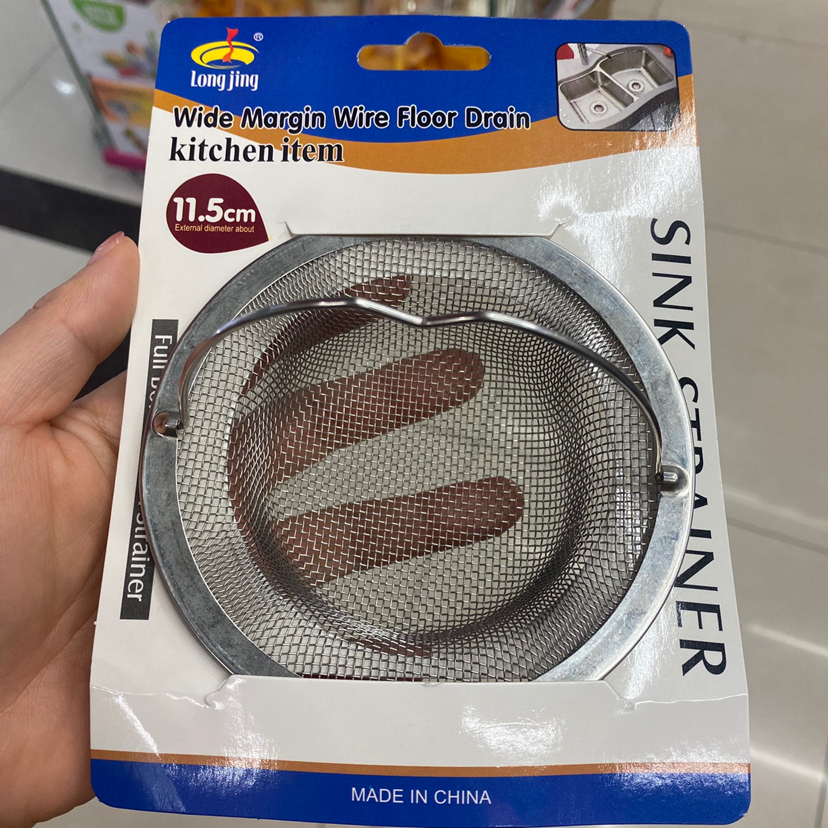 Long jing
®
Wide Margin Wire Floor Drain
kitchen item
11.5cm
External diameter about
SINK STRAINER
Full
MADE IN CHINA